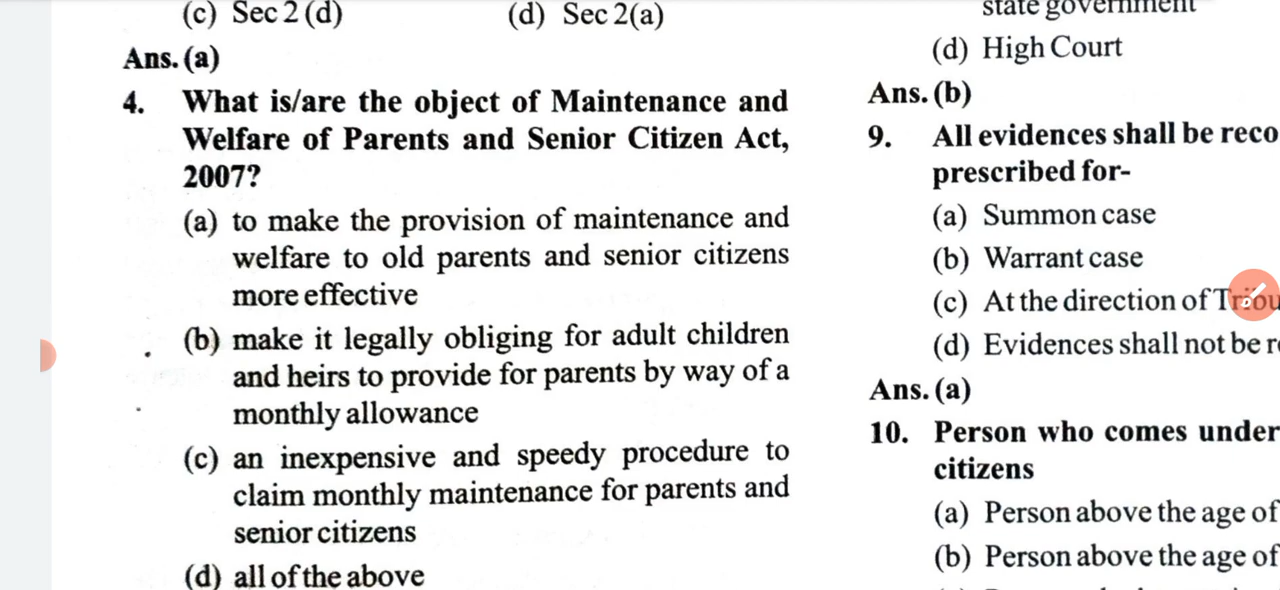 (c) Sec 2 (d) (d) Sec 2(a)
Ans. (a)
4. What is/are the object of Maintenance and
Welfare of Parents and Senior Citizen Act,
2007?
(a) to make the provision of maintenance and
welfare to old parents and senior citizens
more effective
(b) make it legally obliging for adult children
and heirs to provide for parents by way of a
monthly allowance
(c) an inexpensive and speedy procedure to
claim monthly maintenance for parents and
senior citizens
(d) all of the above
state government
(d) High Court
Ans. (b)
9. All evidences shall be reco
prescribed for-
(a) Summon case
(b) Warrant case
(c) At the direction of Tribu
(d) Evidences shall not be r
Ans. (a)
10. Person who comes under
citizens
(a) Person above the age of
(b) Person above the age of